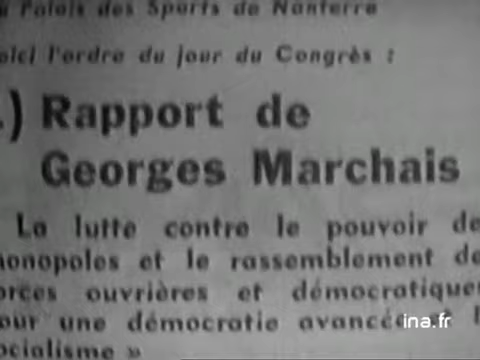 u Palais des Sports de Nanterre
oici l'ordre du jour du Congrès :
.) Rapport de
Georges Marchais
La lutte contre le pouvoir de
nonopoles et le rassemblement de
orces ouvrières et démocratique
our une démocratie avancée
ocialisme »
ina.fr